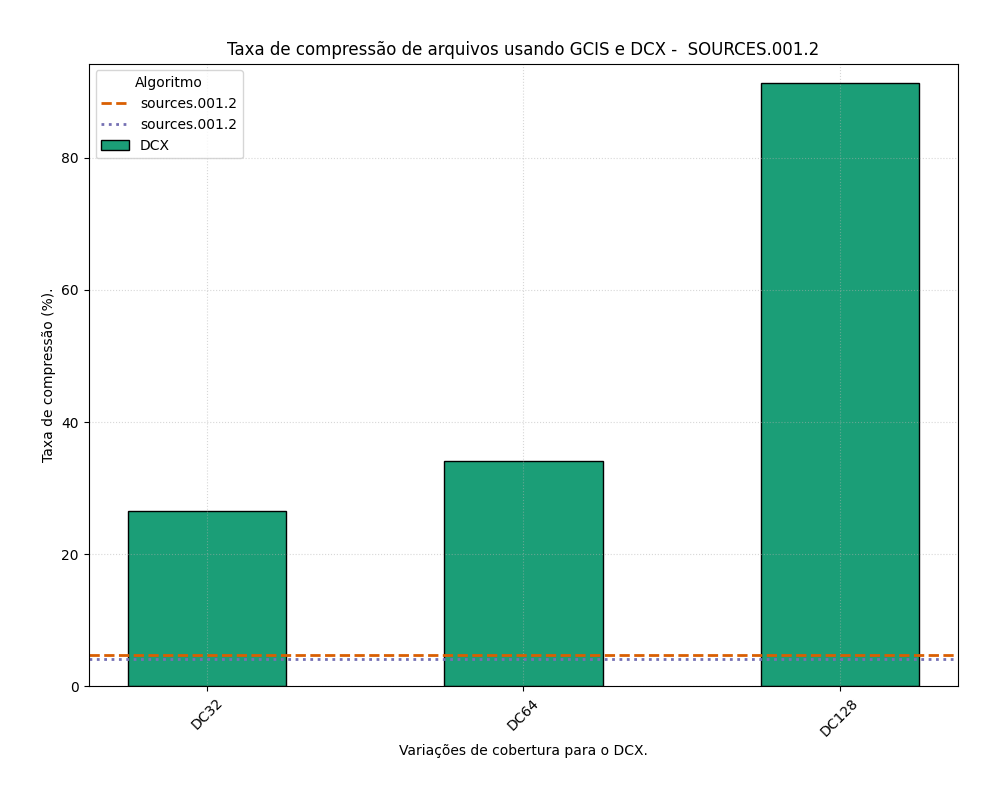 Taxa de compressão de arquivos usando GCIS e DCX -  SOURCES.001.2
Algoritmo
sources.001.2
sources.001.2
DCX
Taxa de compressão (%).
80
60
40
20
0
DC32
DC64
DC128
Variações de cobertura para o DCX.